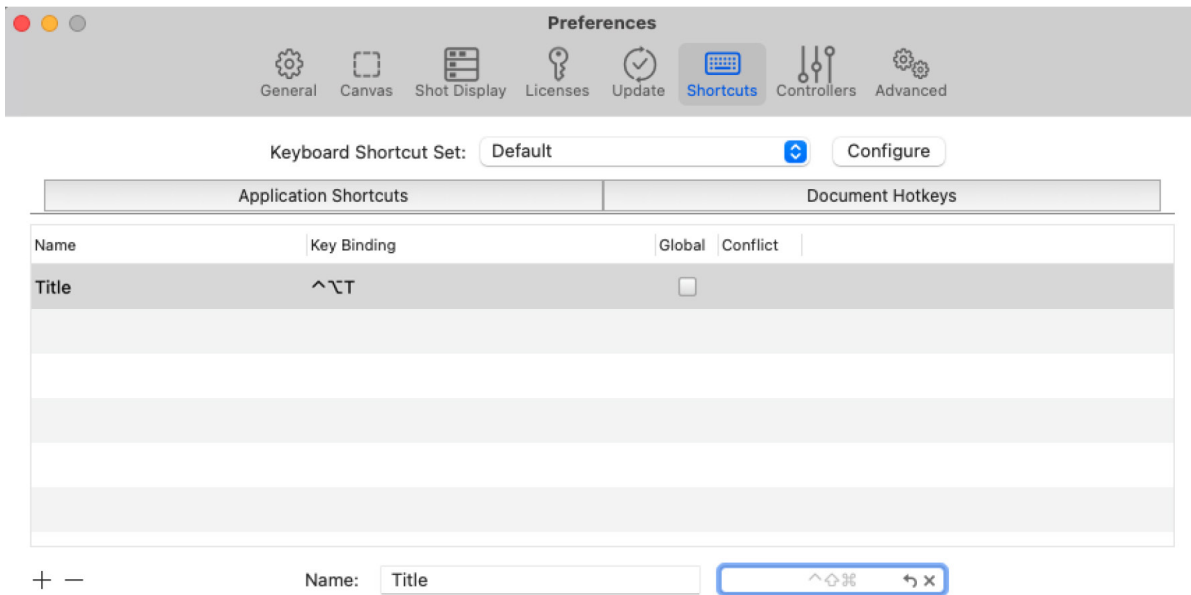 Preferences
General Canvas Shot Display Licenses Update Shortcuts Controllers Advanced
Keyboard Shortcut Set: Default Configure
Application Shortcuts Document Hotkeys
Name Key Binding Global Conflict
Title ^⌥T
Name: Title ^⇧⌘